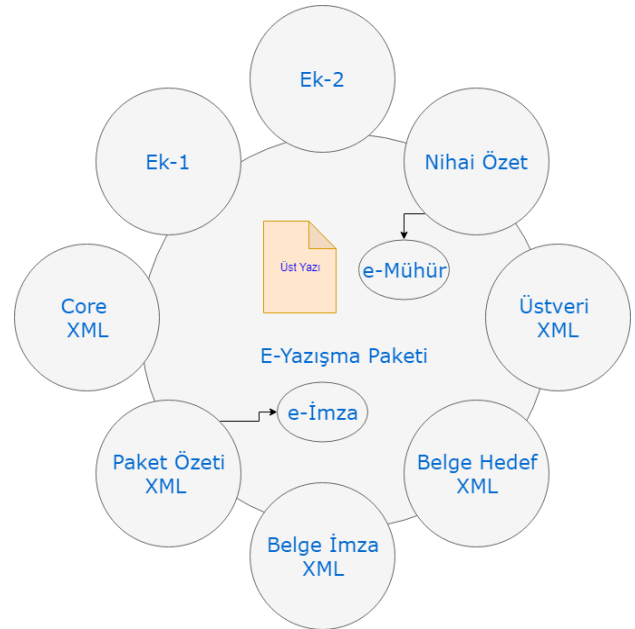 Ek-2
Ek-1
Nihai Özet
Üst Yazı
e-Mühür
Core
XML
Üstveri
XML
E-Yazışma Paketi
e-İmza
Paket Özeti
XML
Belge Hedef
XML
Belge İmza
XML